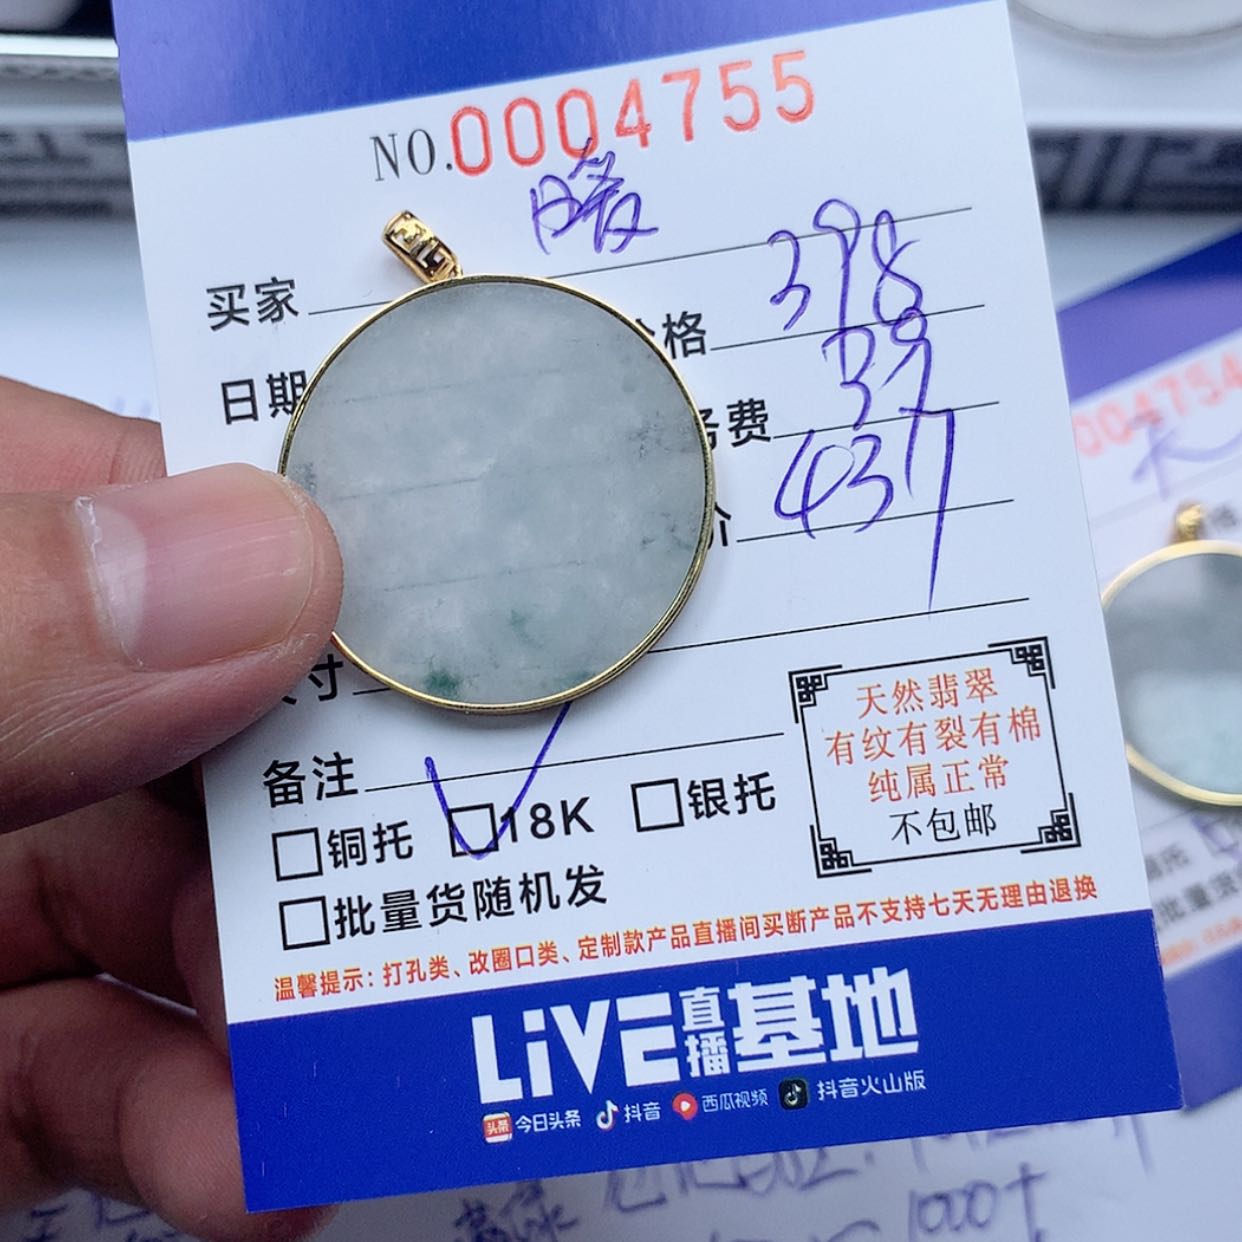 NO.0004755
暖
买家
格 398
日期
务费 39
价 437
寸
备注
铜托 18K 银托
批量货随机发
天然翡翠
有纹有裂有棉
纯属正常
不包邮
温馨提示：打孔类、改圈口类、定制款产品直播间买断产品不支持七天无理由退换
LiVE直播基地
头条 今日头条 抖音 西瓜视频 抖音火山版
0004754
1000+